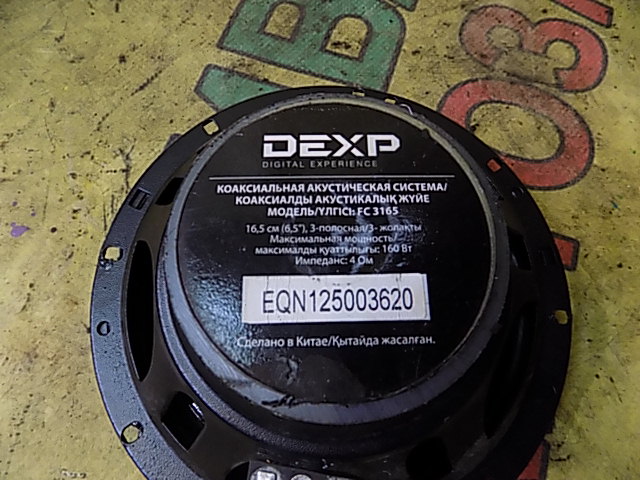 DEXP
DIGITAL EXPERIENCE
КОАКСИАЛЬНАЯ АКУСТИЧЕСКАЯ СИСТЕМА/
КОАКСИАЛДЫ АКУСТИКАЛЫҚ ЖҮЙЕ
МОДЕЛЬ/ҮЛГІСІ: FC 3165
16,5 см (6,5"), 3-полосная/3- жолақты
Максимальная мощность/
максималды қуаттылығы: 160 Вт
Импеданс: 4 Ом
EQN125003620
Сделано в Китае/Қытайда жасалған.